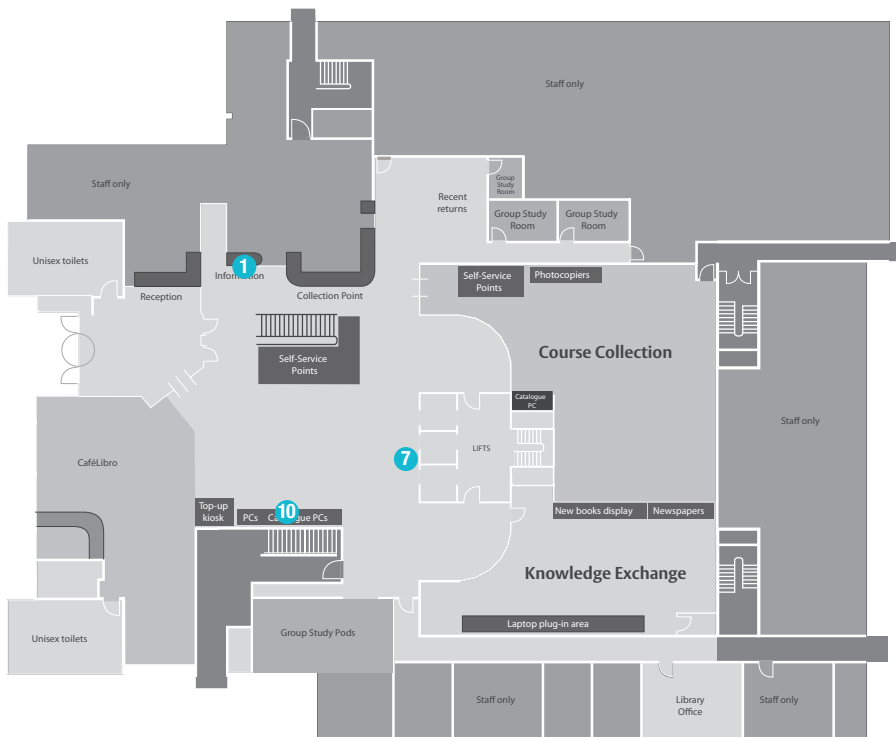 Staff only
Staff only
Group
Study
Room
Recent
returns
Group Study
Room
Group Study
Room
Unisex toilets
1
Information
Reception
Collection Point
Self-Service
Points
Photocopiers
Self-Service
Points
Course Collection
Catalogue
PC
Staff only
LIFTS
7
CaféLibro
Top-up
kiosk
PCs
Catalogue PCs
10
New books display
Newspapers
Knowledge Exchange
Laptop plug-in area
Unisex toilets
Group Study Pods
Staff only
Library
Office
Staff only